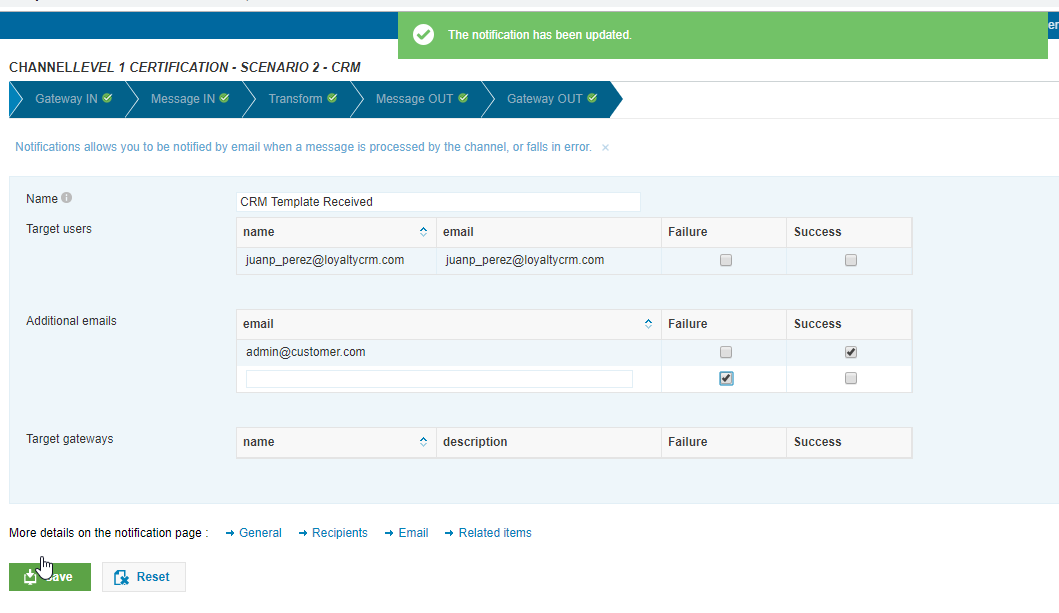 The notification has been updated.
CHANNELLEVEL 1 CERTIFICATION - SCENARIO 2 - CRM
Gateway IN Message IN Transform Message OUT Gateway OUT
Notifications allows you to be notified by email when a message is processed by the channel, or falls in error. ×
Name
CRM Template Received
Target users
name email Failure Success
juanp_perez@loyaltycrm.com juanp_perez@loyaltycrm.com
Additional emails
email Failure Success
admin@customer.com
Target gateways
name description Failure Success
More details on the notification page : → General → Recipients → Email → Related items
Reset